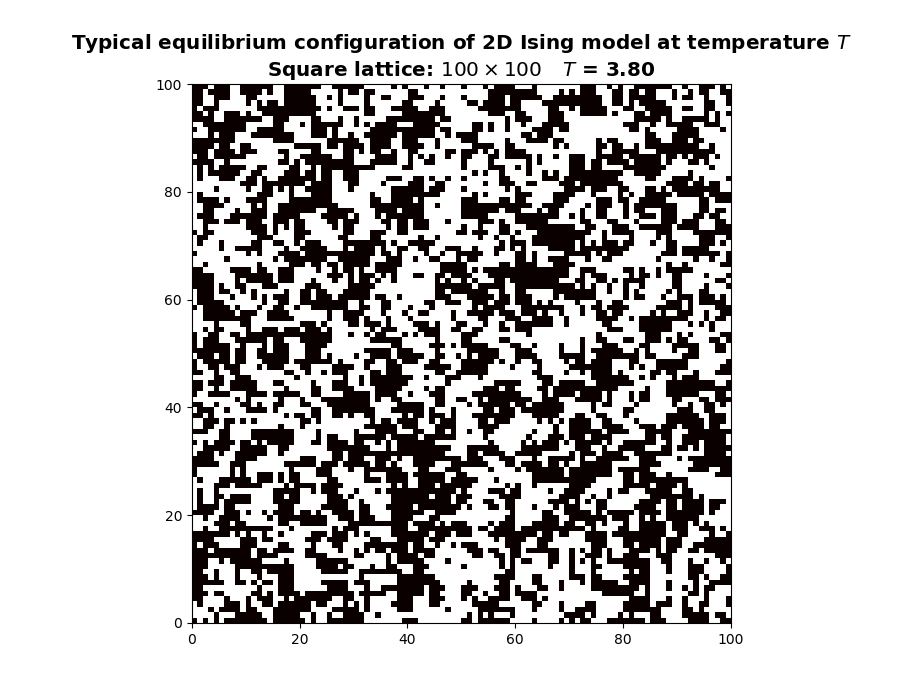 Typical equilibrium configuration of 2D Ising model at temperature T
Square lattice: 100 × 100 T = 3.80
100
80
60
40
20
0
0 20 40 60 80 100